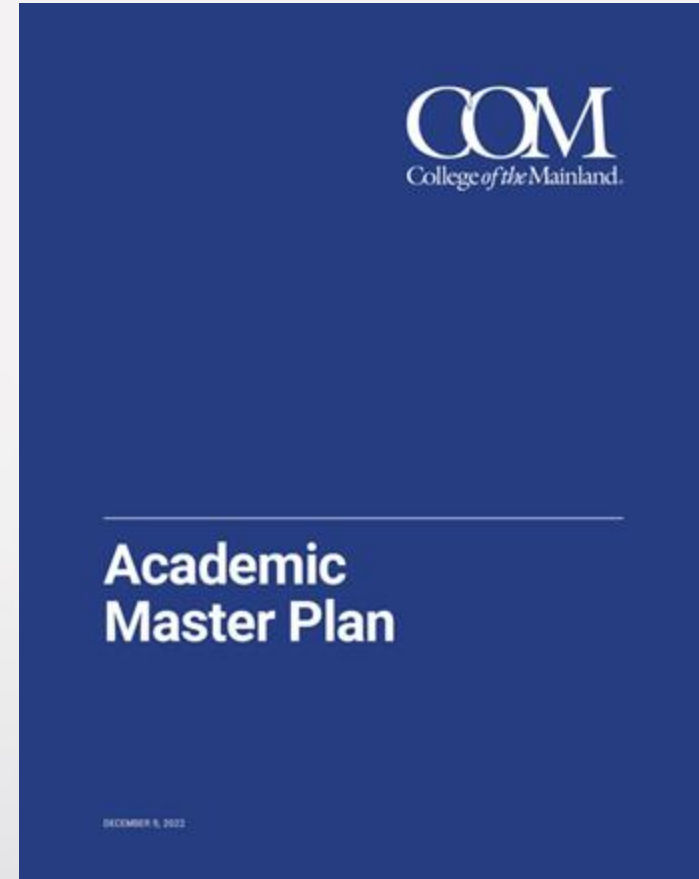 COM
College of the Mainland.
Academic
Master Plan
DECEMBER 9, 2022